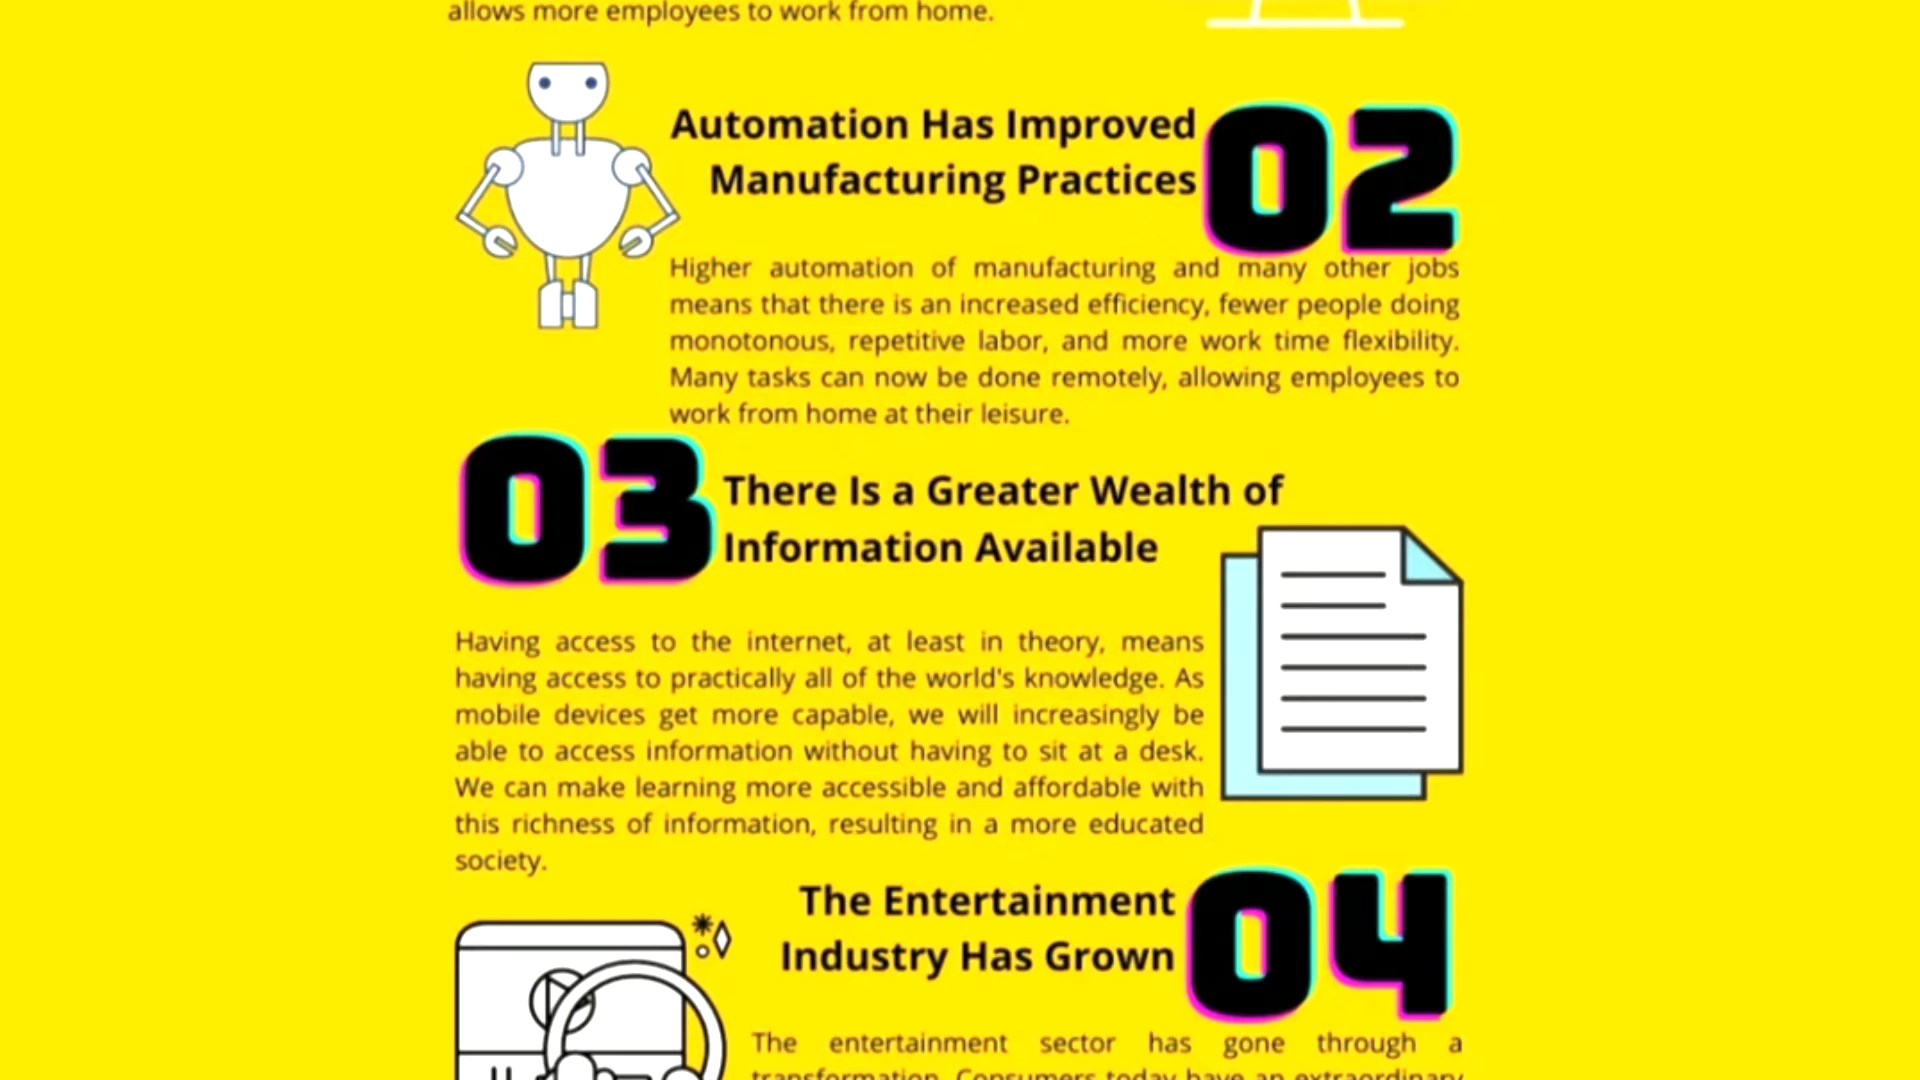 allows more employees to work from home.
Automation Has Improved
Manufacturing Practices
02
Higher automation of manufacturing and many other jobs
means that there is an increased efficiency, fewer people doing
monotonous, repetitive labor, and more work time flexibility.
Many tasks can now be done remotely, allowing employees to
work from home at their leisure.
03
There Is a Greater Wealth of
Information Available
Having access to the internet, at least in theory, means
having access to practically all of the world's knowledge. As
mobile devices get more capable, we will increasingly be
able to access information without having to sit at a desk.
We can make learning more accessible and affordable with
this richness of information, resulting in a more educated
society.
The Entertainment
Industry Has Grown
04
The entertainment sector has gone through a
transformation. Consumers today have an extraordinary